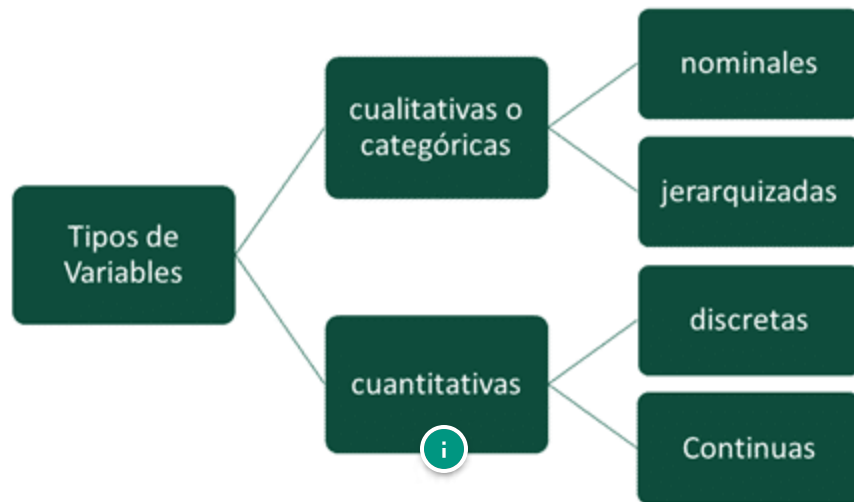 Tipos de
Variables
cualitativas o
categóricas
nominales
jerarquizadas
cuantitativas
i
discretas
Continuas